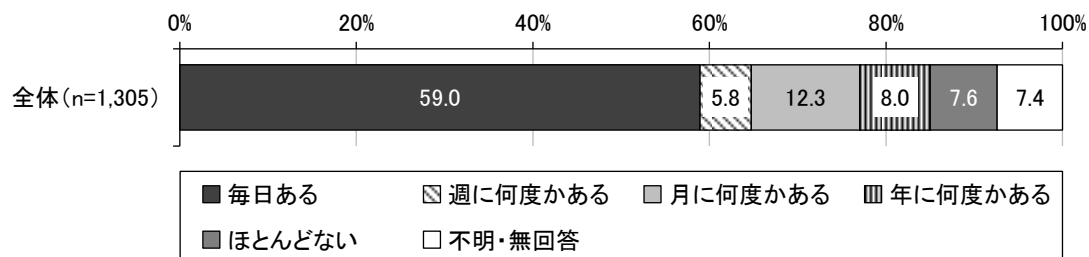 0% 20% 40% 60% 80% 100%
全体(n=1,305) 59.0 5.8 12.3 8.0 7.6 7.4
毎日ある 週に何度かある 月に何度かある 年に何度かある
ほとんどない 不明・無回答